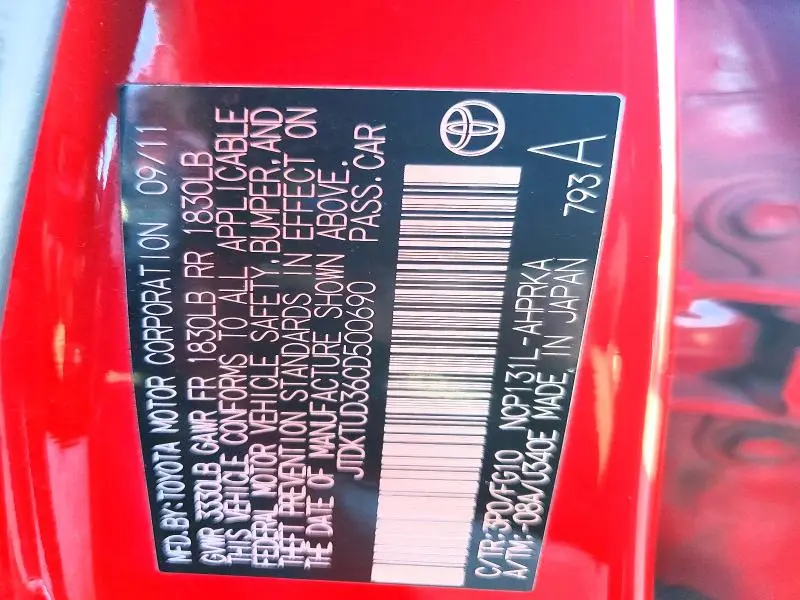 MFD.BY:TOYOTA MOTOR CORPORATION 09/11
GVWR 3330LB GAWR FR 1830LB RR 1830LB
THIS VEHICLE CONFORMS TO ALL APPLICABLE
FEDERAL MOTOR VEHICLE SAFETY, BUMPER, AND
THEFT PREVENTION STANDARDS IN EFFECT ON
THE DATE OF MANUFACTURE SHOWN ABOVE.
JTDKTUD36CD500690 PASS.CAR
C/TR:3P0/FG10 NCP131L-AHPRKA
A/TM:-08A/U340E MADE IN JAPAN 793 A